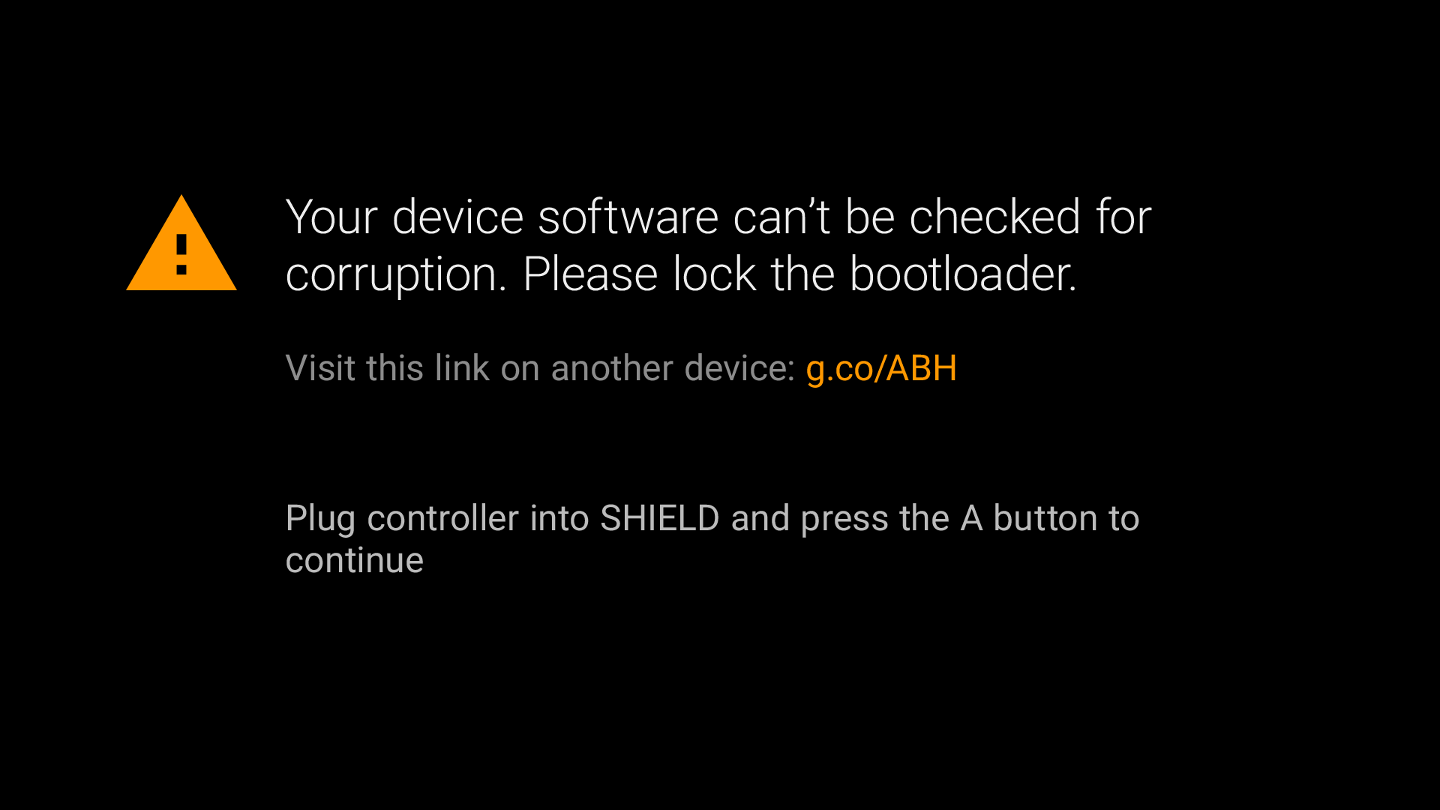 Your device software can’t be checked for
corruption. Please lock the bootloader.
Visit this link on another device: g.co/ABH
Plug controller into SHIELD and press the A button to
continue